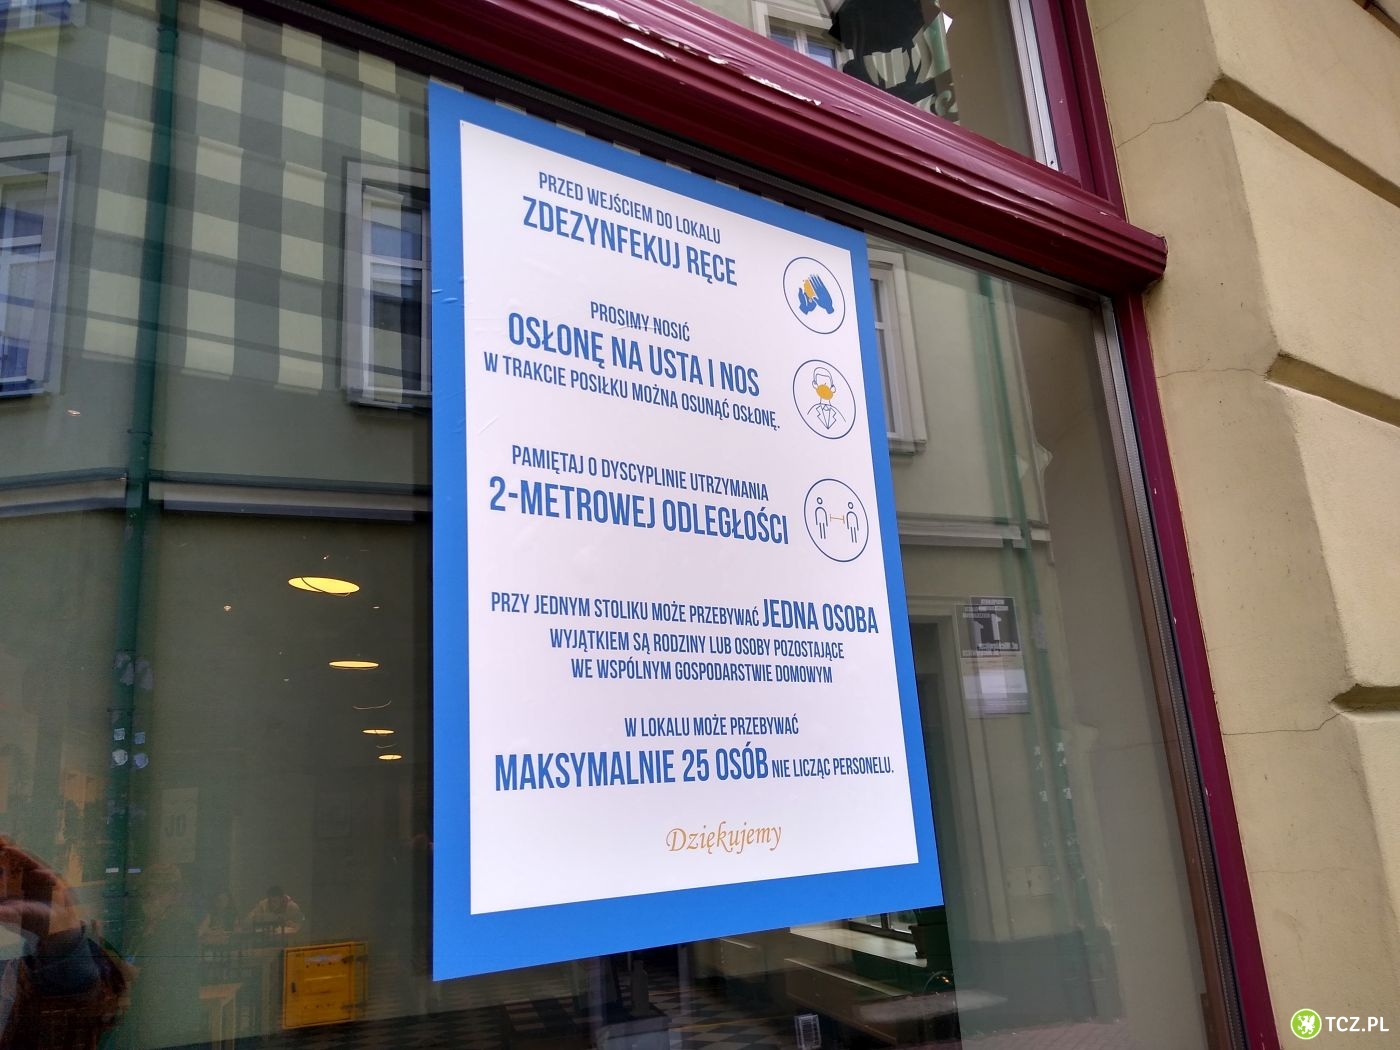 PRZED WEJŚCIEM DO LOKALU
ZDEZYNFEKUJ RĘCE
PROSIMY NOSIĆ
OSŁONĘ NA USTA I NOS
W TRAKCIE POSIŁKU MOŻNA OSUNĄĆ OSŁONĘ.
PAMIĘTAJ O DYSCYPLINIE UTRZYMANIA
2-METROWEJ ODLEGŁOŚCI
PRZY JEDNYM STOLIKU MOŻE PRZEBYWAĆ JEDNA OSOBA
WYJĄTKIEM SĄ RODZINY LUB OSOBY POZOSTAJĄCE
WE WSPÓLNYM GOSPODARSTWIE DOMOWYM
W LOKALU MOŻE PRZEBYWAĆ
MAKSYMALNIE 25 OSÓB NIE LICZĄC PERSONELU.
Dziękujemy
TCZ.PL